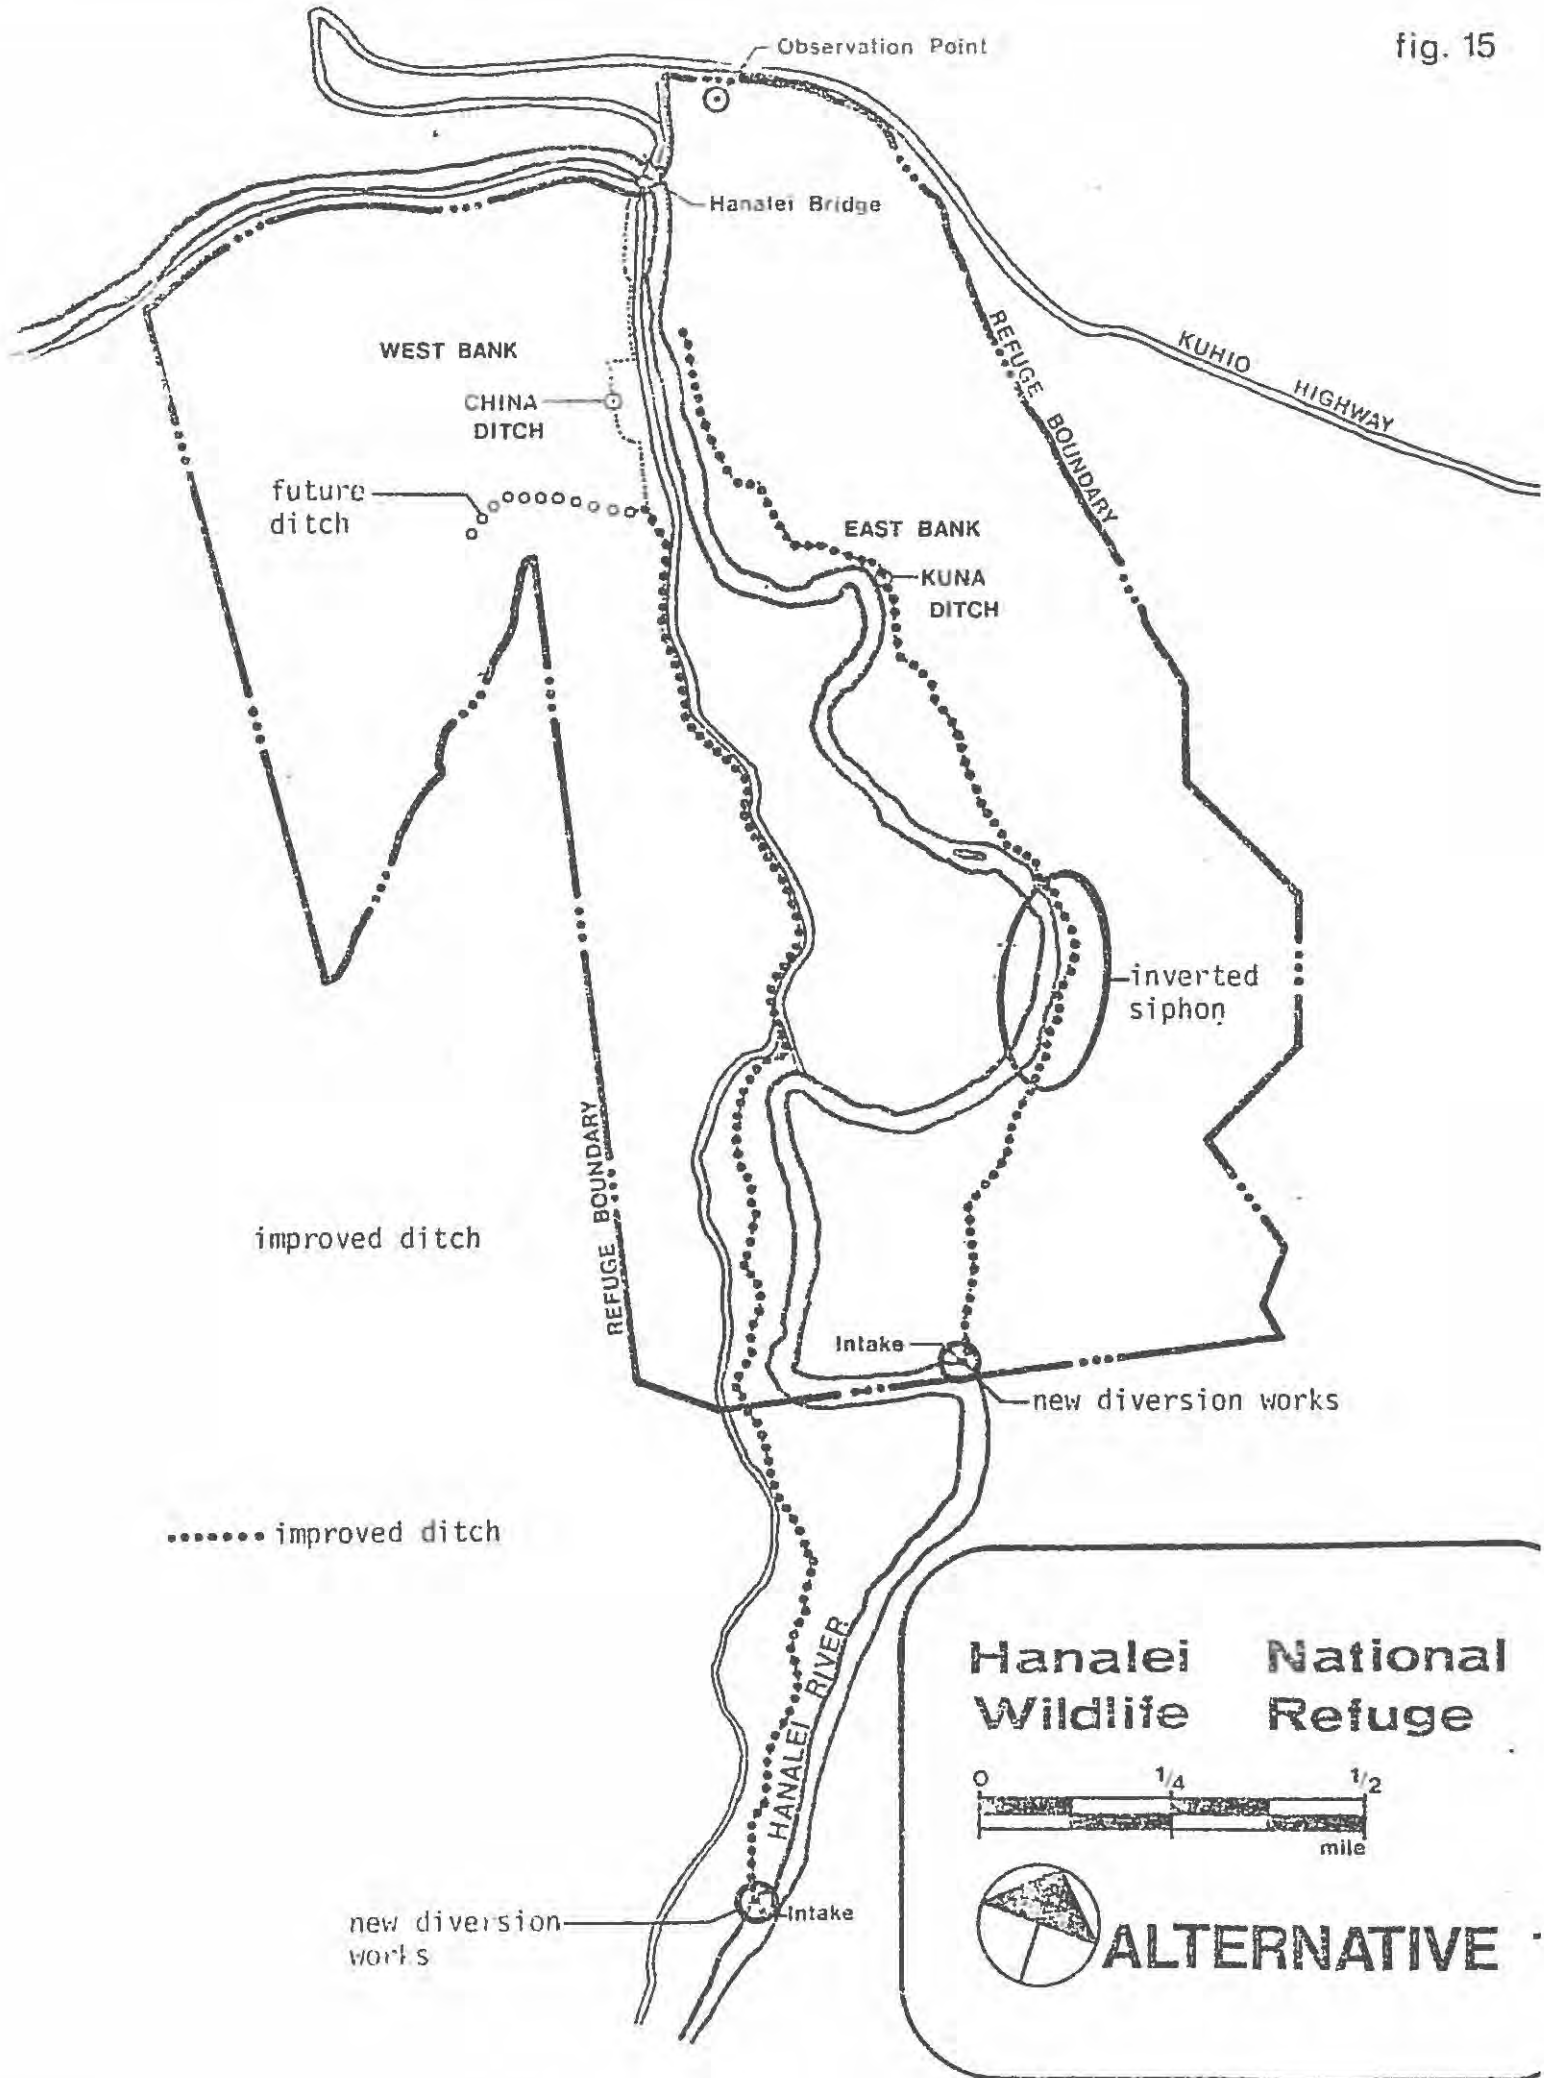 fig. 15
Observation Point
Hanalei Bridge
WEST BANK
CHINA
DITCH
future
ditch
REFUGE BOUNDARY
KUHIO HIGHWAY
EAST BANK
KUNA
DITCH
inverted
siphon
REFUGE BOUNDARY
improved ditch
Intake
new diversion works
improved ditch
HANALEI RIVER
Hanalei National
Wildlife Refuge
0 1/4 1/2
mile
new diversion
works
Intake
ALTERNATIVE